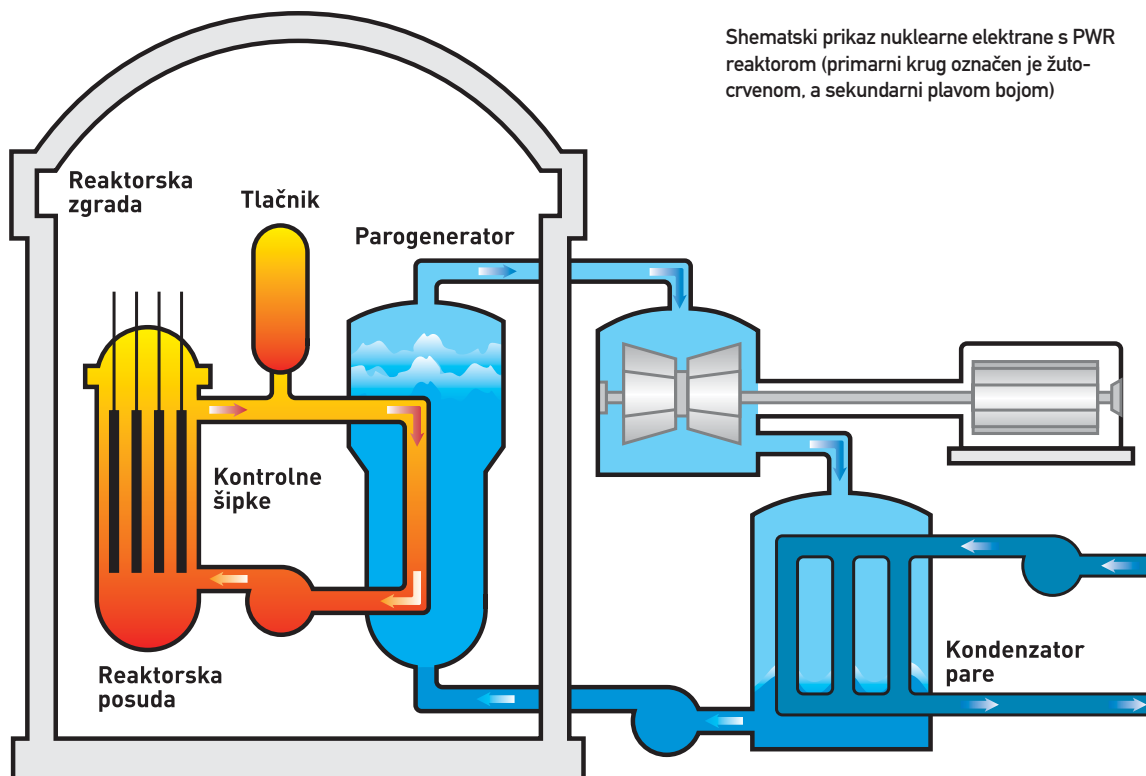 Shematski prikaz nuklearne elektrane s PWR
reaktorom (primarni krug označen je žuto-
crvenom, a sekundarni plavom bojom)
Reaktorska
zgrada
Tlačnik
Parogenerator
Kontrolne
šipke
Reaktorska
posuda
Kondenzator
pare